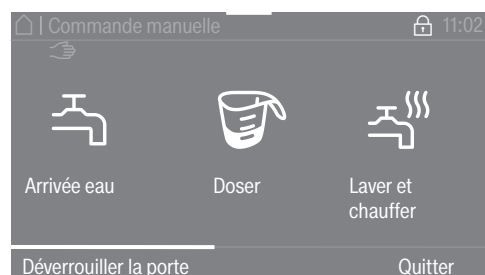 Commande manuelle 11:02
Arrivée eau
Doser
Laver et
chauffer
Déverrouiller la porte
Quitter